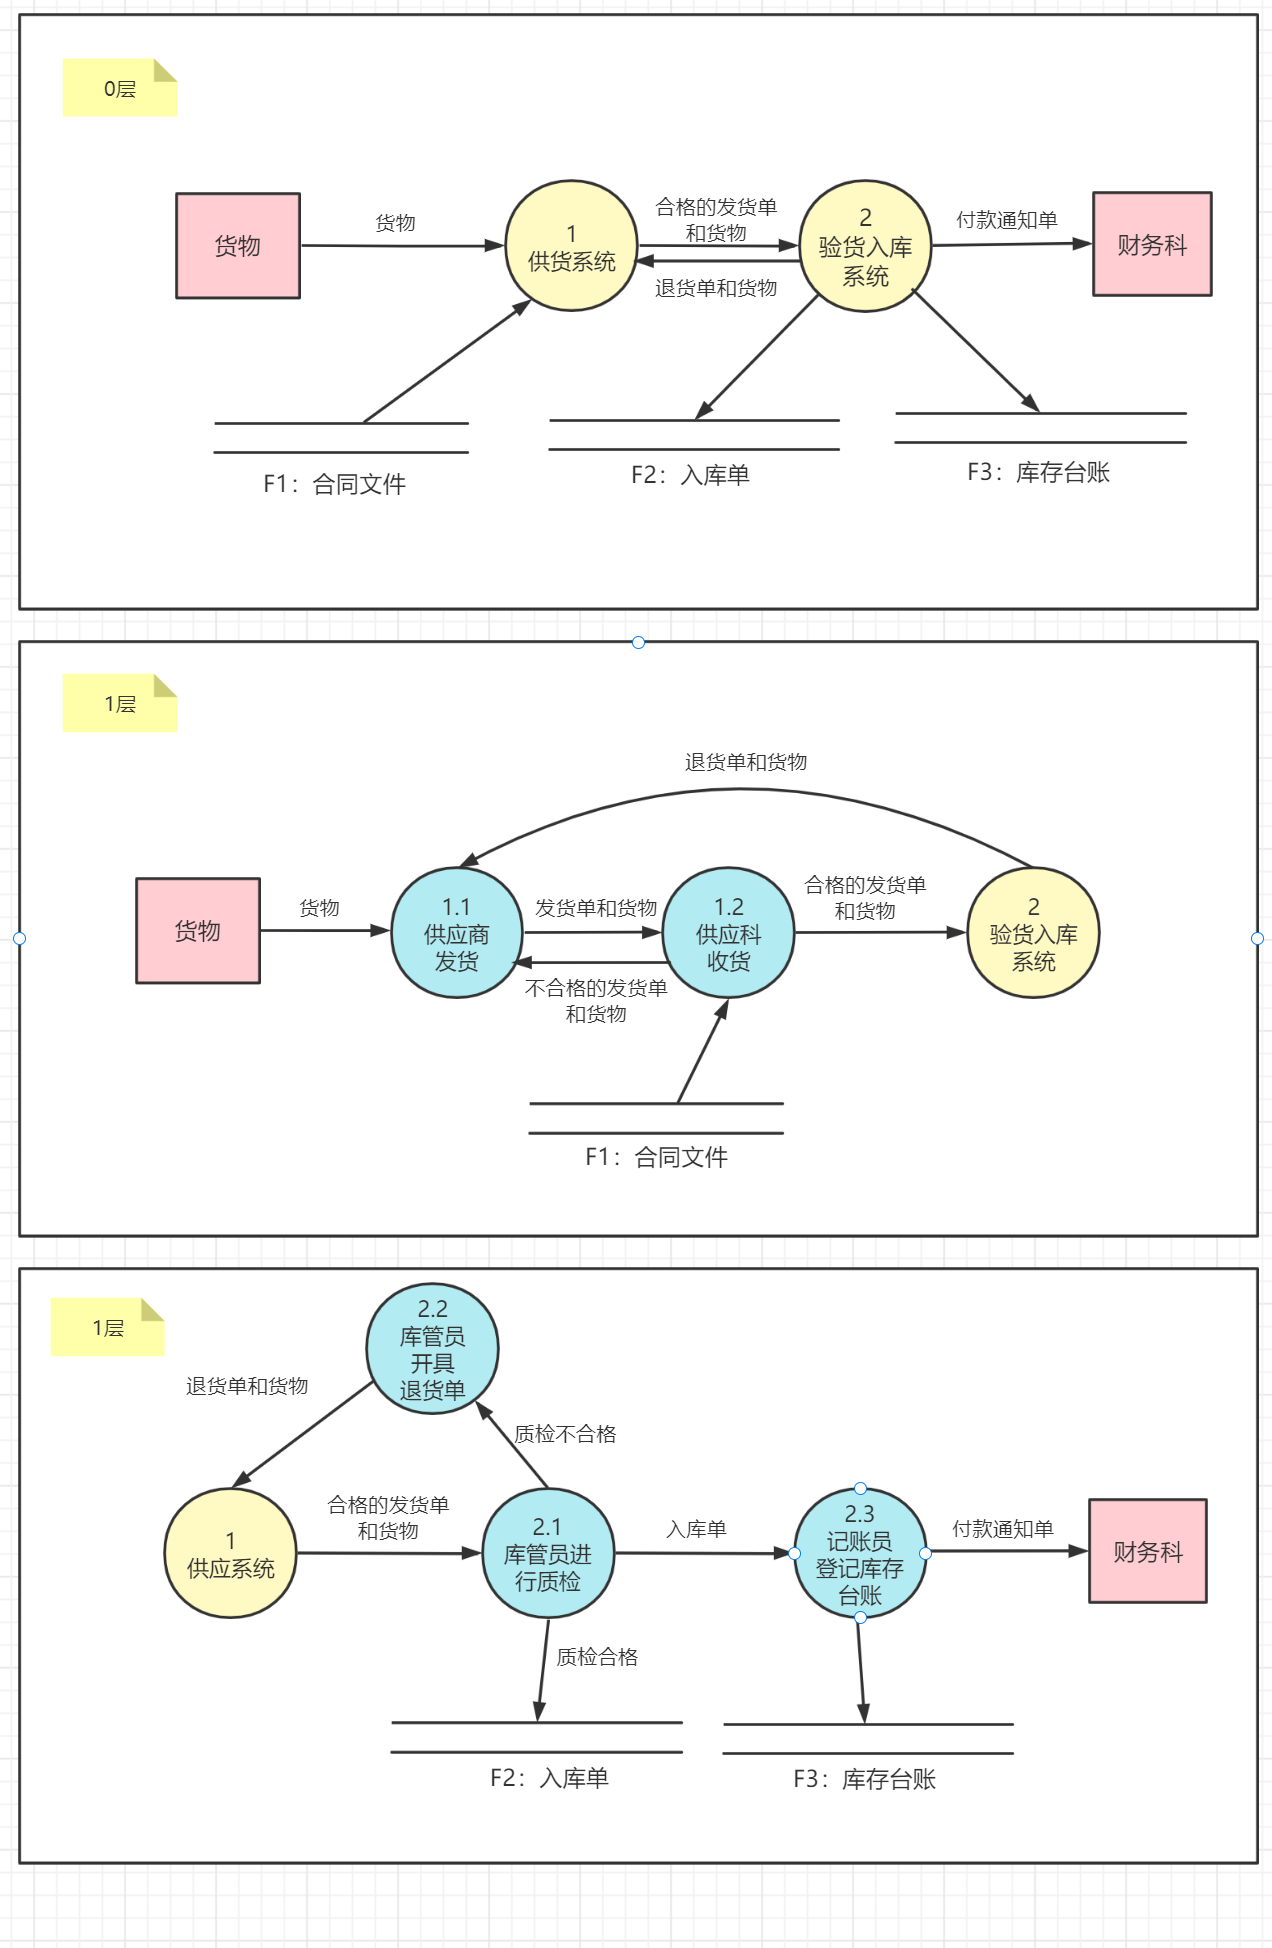 0层
货物
货物
1
供货系统
合格的发货单
和货物
退货单和货物
2
验货入库
系统
付款通知单
财务科
F1：合同文件
F2：入库单
F3：库存台账
1层
退货单和货物
货物
货物
1.1
供应商
发货
发货单和货物
不合格的发货单
和货物
1.2
供应科
收货
合格的发货单
和货物
2
验货入库
系统
F1：合同文件
1层
2.2
库管员
开具
退货单
退货单和货物
质检不合格
1
供应系统
合格的发货单
和货物
2.1
库管员进
行质检
入库单
2.3
记账员
登记库存
台账
付款通知单
财务科
质检合格
F2：入库单
F3：库存台账